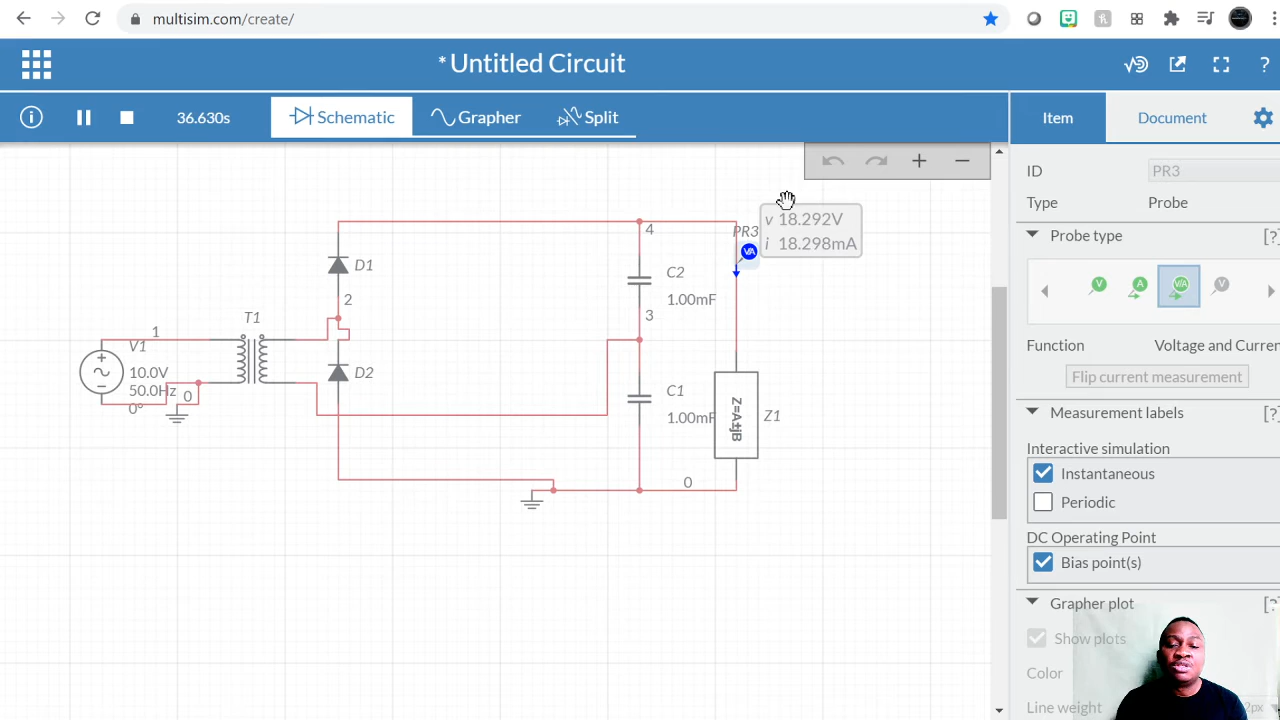 multisim.com/create/
* Untitled Circuit
?
36.630s
Schematic
Grapher
Split
Item
Document
ID
PR3
Type
Probe
Probe type
[?]
V
A
V/A
V
Function
Voltage and Curren
Flip current measurement
Measurement labels
[?]
Interactive simulation
Instantaneous
Periodic
DC Operating Point
Bias point(s)
Grapher plot
[?]
Show plots
Color
Line weight
2px
v 18.292V
i 18.298mA
PR3
VA
4
D1
C2
1.00mF
2
3
T1
1
V1
10.0V
50.0Hz
0°
0
D2
C1
1.00mF
Z=A+jB
Z1
0